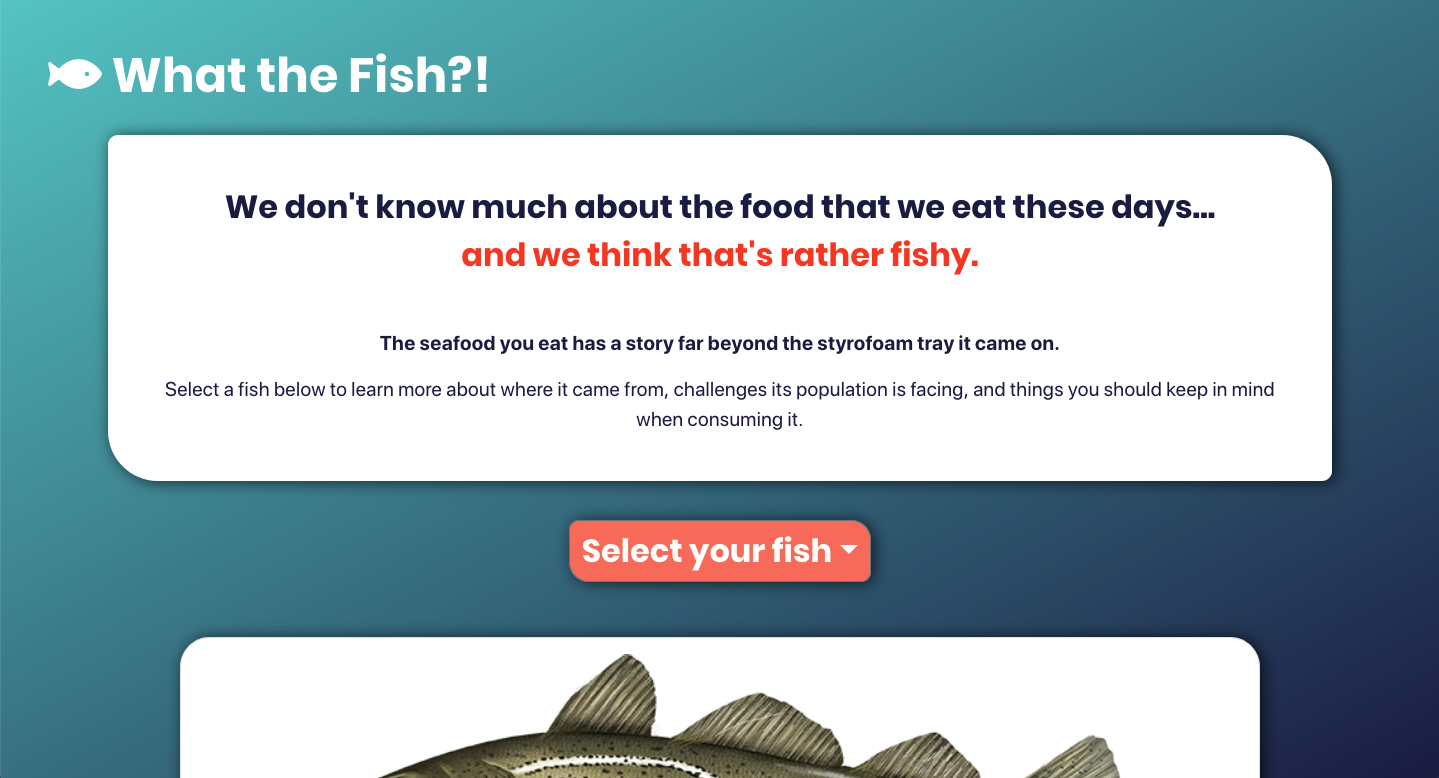 What the Fish?!
We don't know much about the food that we eat these days...
and we think that's rather fishy.
The seafood you eat has a story far beyond the styrofoam tray it came on.
Select a fish below to learn more about where it came from, challenges its population is facing, and things you should keep in mind
when consuming it.
Select your fish